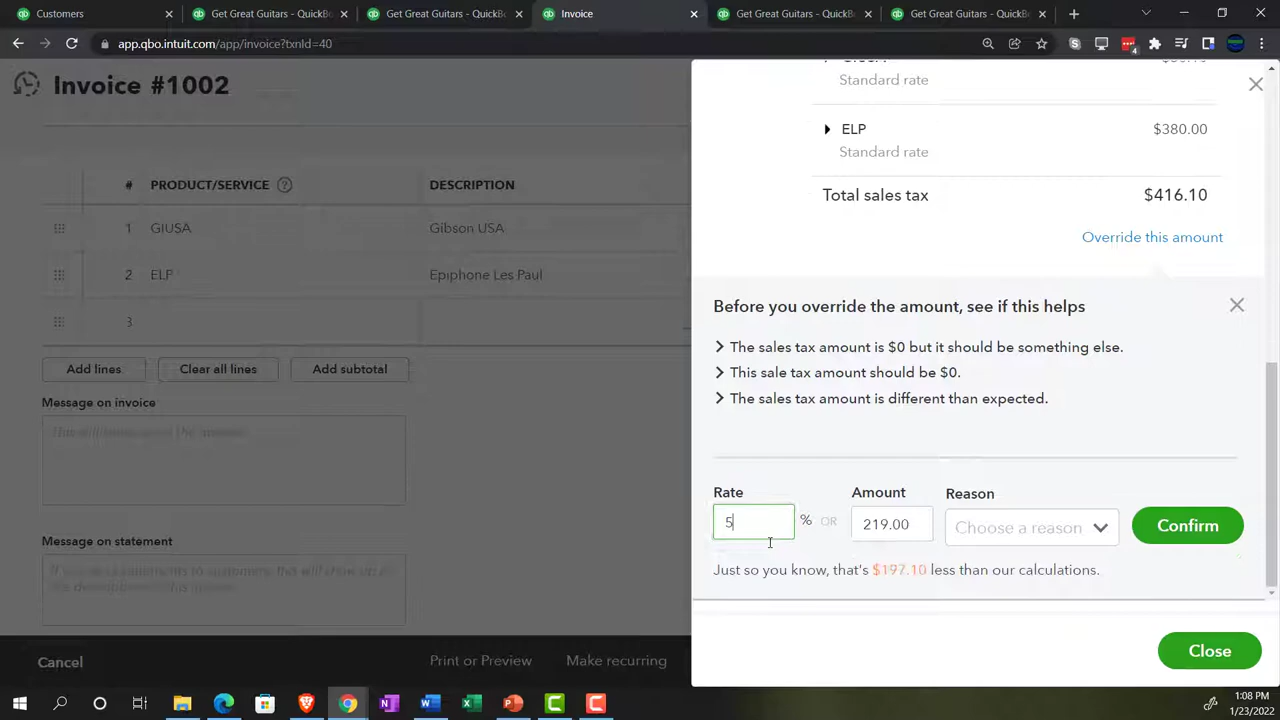 Customers
Get Great Guitars - QuickBo
Get Great Guitars - QuickBo
Invoice
Get Great Guitars - QuickBo
Get Great Guitars - QuickBo
app.qbo.intuit.com/app/invoice?txnId=40
4
Invoice #1002
# PRODUCT/SERVICE ? DESCRIPTION
1 GIUSA Gibson USA
2 ELP Epiphone Les Paul
3
Add lines Clear all lines Add subtotal
Message on invoice
Message on statement
Cancel Print or Preview Make recurring
Standard rate
ELP $380.00
Standard rate
Total sales tax $416.10
Override this amount
Before you override the amount, see if this helps
The sales tax amount is $0 but it should be something else.
This sale tax amount should be $0.
The sales tax amount is different than expected.
Rate Amount Reason
5 % OR 219.00 Choose a reason Confirm
Just so you know, that's $197.10 less than our calculations.
Close
1:08 PM
1/23/2022